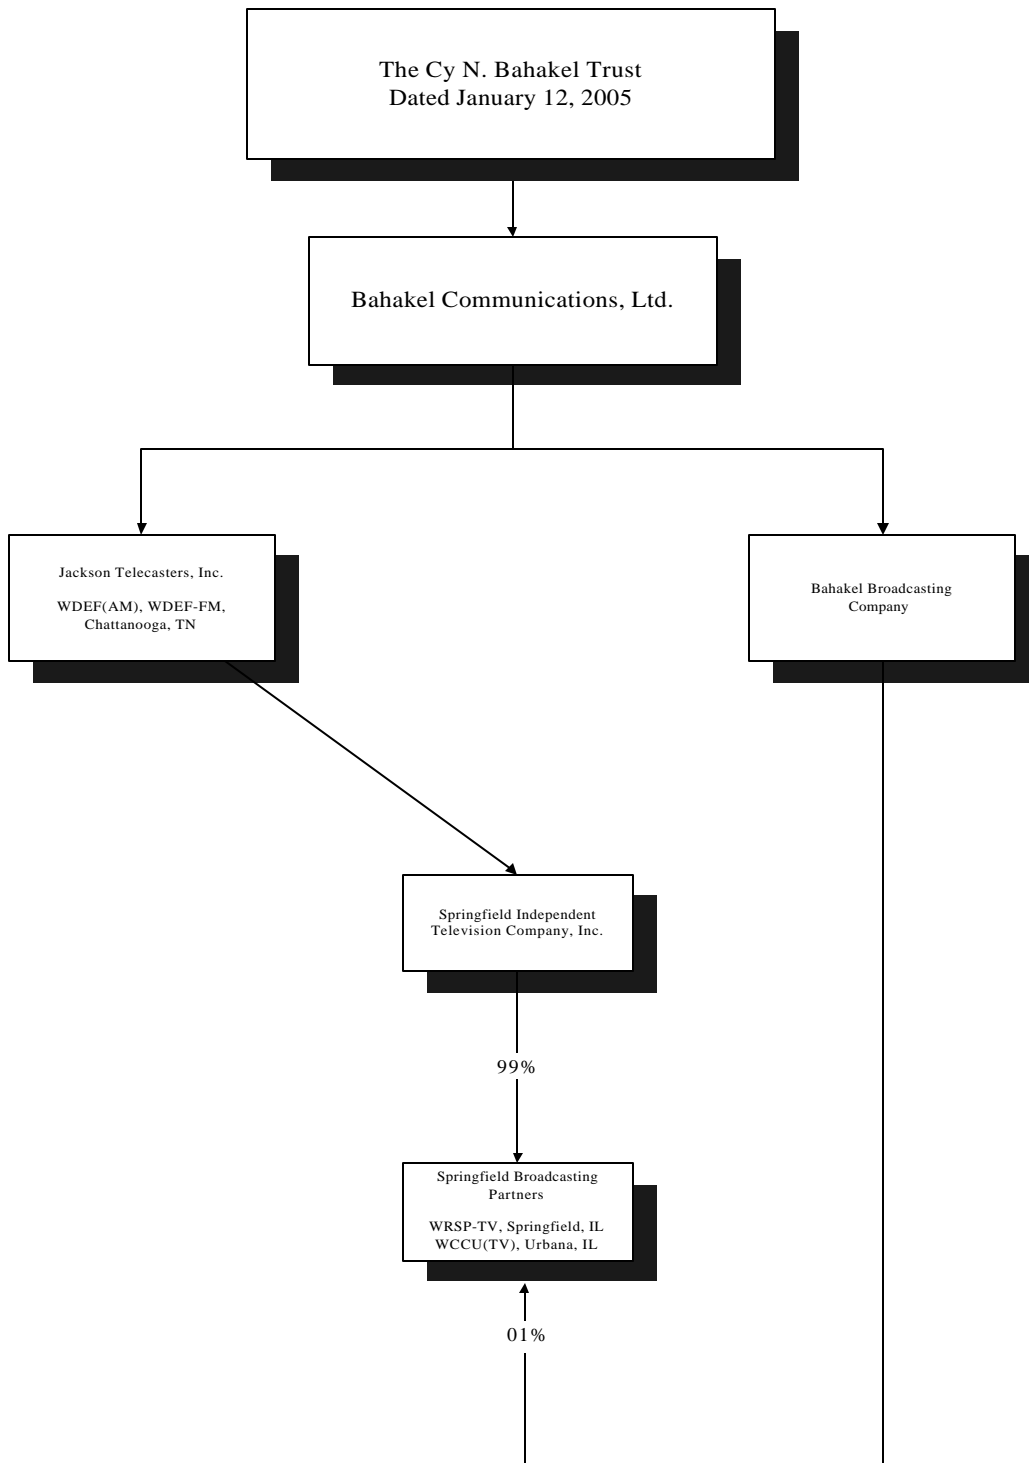 The Cy N. Bahakel Trust
Dated January 12, 2005
Bahakel Communications, Ltd.
Jackson Telecasters, Inc.
WDEF(AM), WDEF-FM,
Chattanooga, TN
Bahakel Broadcasting
Company
Springfield Independent
Television Company, Inc.
99%
Springfield Broadcasting
Partners
WRSP-TV, Springfield, IL
WCCU(TV), Urbana, IL
01%